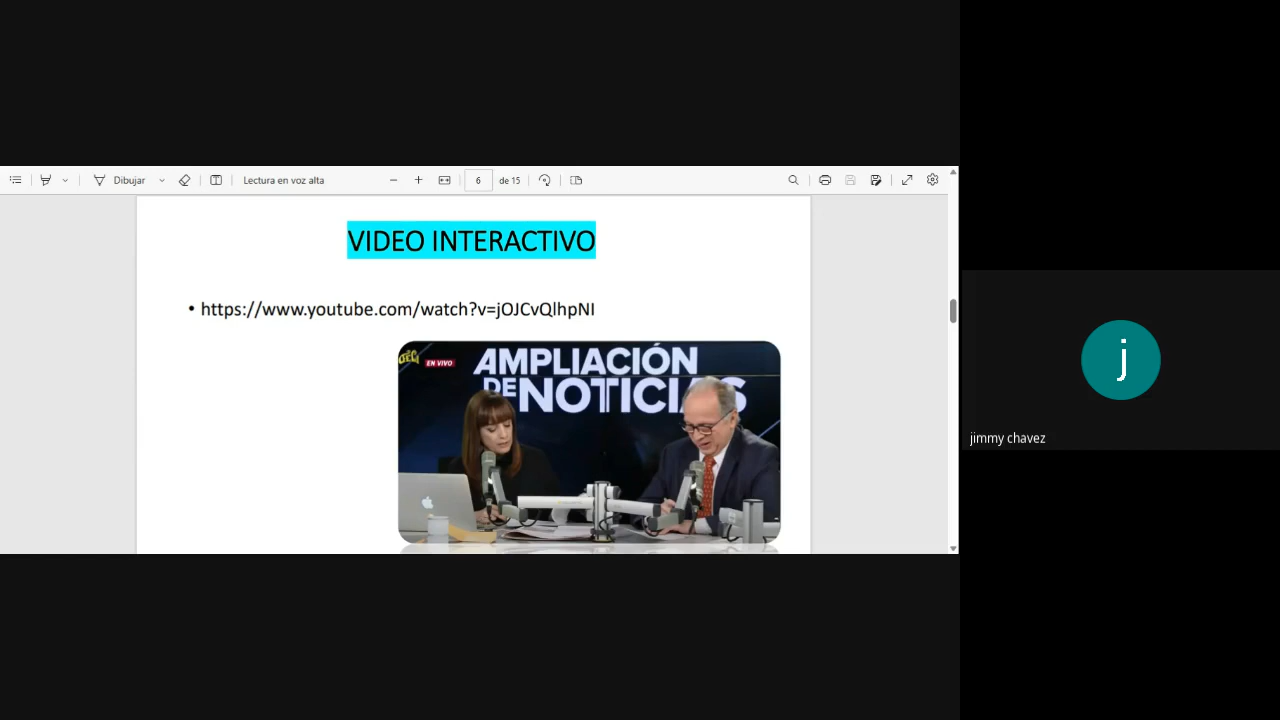 Dibujar
Lectura en voz alta
6
de 15
VIDEO INTERACTIVO
• https://www.youtube.com/watch?v=jOJCvQlhpNI
EN VIVO
AMPLIACIÓN
DE NOTICIAS
j
jimmy chavez